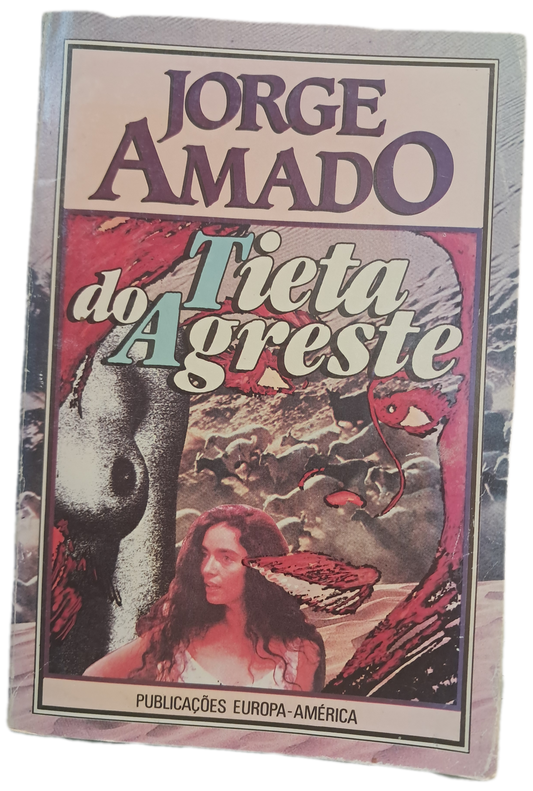 JORGE
AMADO
Tieta
do Agreste
PUBLICAÇÕES EUROPA-AMÉRICA